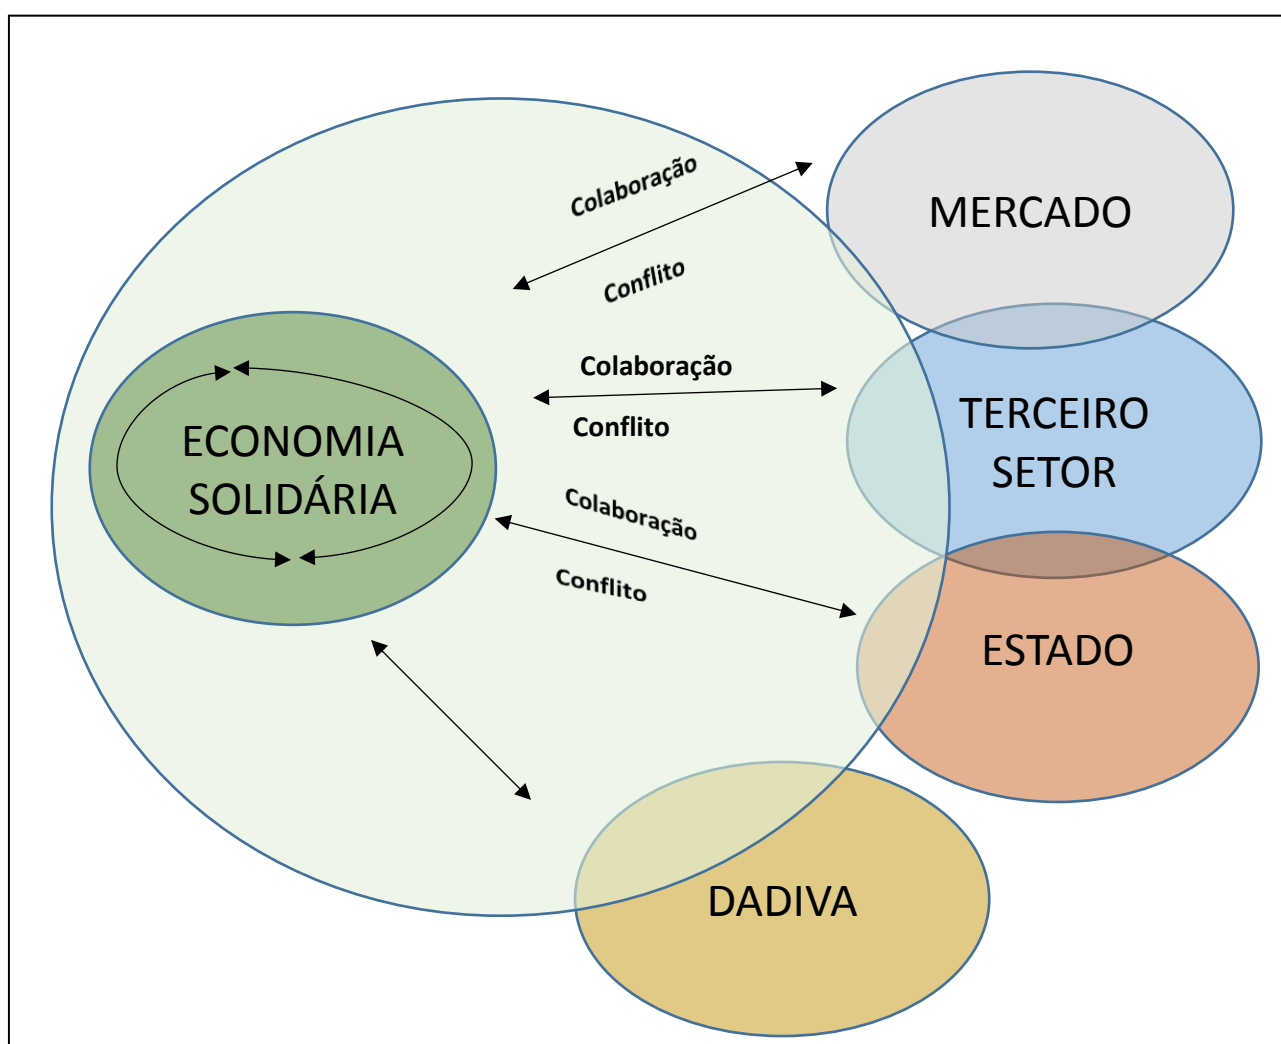 Colaboração
MERCADO
Conflito
Colaboração
Conflito
TERCEIRO
SETOR
ECONOMIA
SOLIDÁRIA
Colaboração
Conflito
ESTADO
DADIVA